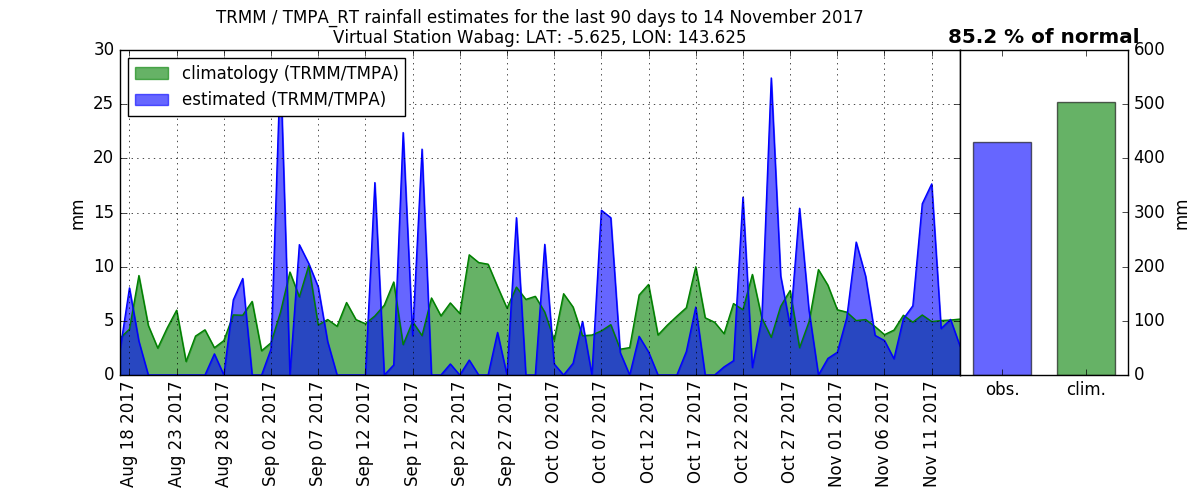 TRMM / TMPA_RT rainfall estimates for the last 90 days to 14 November 2017
Virtual Station Wabag: LAT: -5.625, LON: 143.625
85.2 % of normal
climatology (TRMM/TMPA)
estimated (TRMM/TMPA)
30
25
20
15
10
5
0
mm
600
500
400
300
200
100
0
mm
obs.
clim.
Aug 18 2017
Aug 23 2017
Aug 28 2017
Sep 02 2017
Sep 07 2017
Sep 12 2017
Sep 17 2017
Sep 22 2017
Sep 27 2017
Oct 02 2017
Oct 07 2017
Oct 12 2017
Oct 17 2017
Oct 22 2017
Oct 27 2017
Nov 01 2017
Nov 06 2017
Nov 11 2017